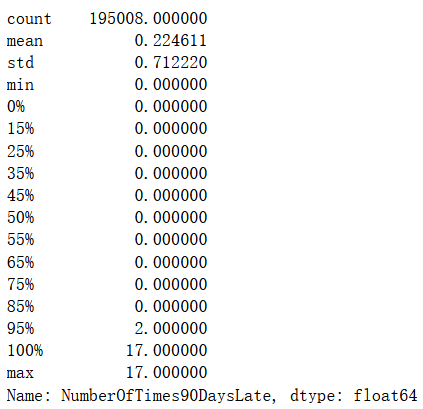 count    195008.000000
mean          0.224611
std           0.712220
min           0.000000
0%            0.000000
15%           0.000000
25%           0.000000
35%           0.000000
45%           0.000000
50%           0.000000
55%           0.000000
65%           0.000000
75%           0.000000
85%           0.000000
95%           2.000000
100%         17.000000
max          17.000000
Name: NumberOfTimes90DaysLate, dtype: float64